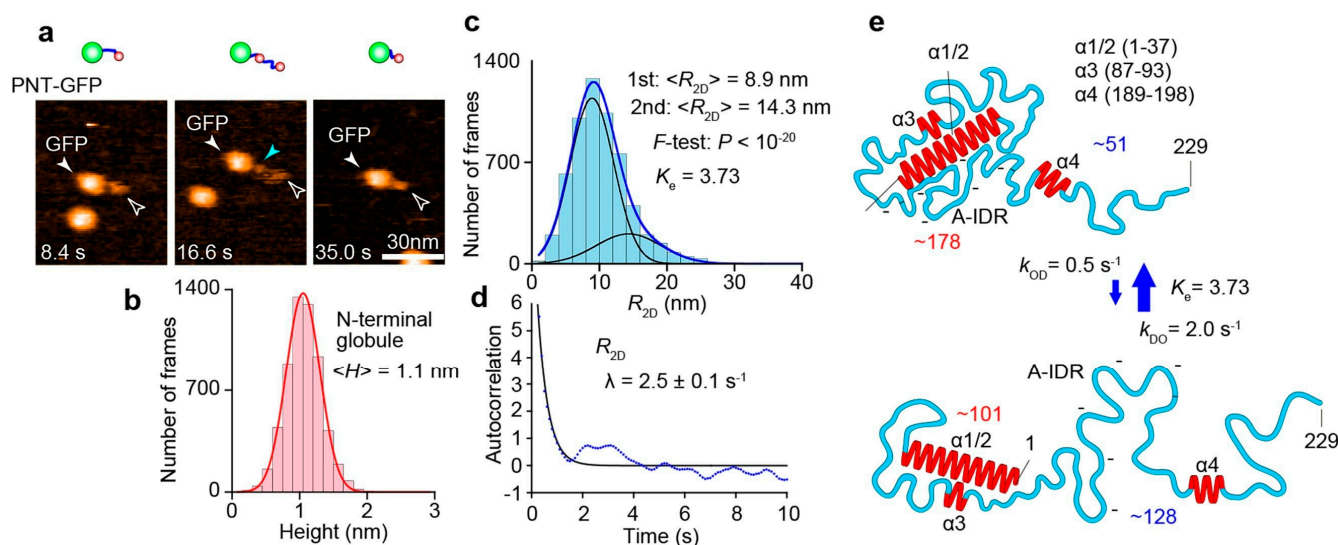 a
PNT-GFP
GFP
8.4 s
GFP
16.6 s
GFP
35.0 s
30nm
b
1400
700
0
Number of frames
N-terminal
globule
<H> = 1.1 nm
0
1
2
3
Height (nm)
c
1400
700
0
Number of frames
1st: <R2D> = 8.9 nm
2nd: <R2D> = 14.3 nm
F-test: P < 10-20
Ke = 3.73
0
10
20
30
40
R2D (nm)
d
6
5
4
3
2
1
0
-1
Autocorrelation
R2D
λ = 2.5 ± 0.1 s-1
0
2
4
6
8
10
Time (s)
e
α1/2
α1/2 (1-37)
α3 (87-93)
α4 (189-198)
α3
α4
~51
229
A-IDR
~178
kOD = 0.5 s-1
Ke = 3.73
kDO = 2.0 s-1
A-IDR
~101
α1/2
1
229
α4
α3
~128